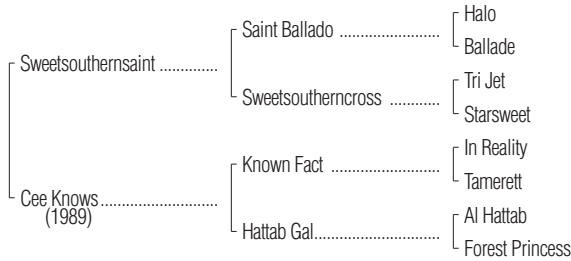 Halo
Saint Ballado ..................
Ballade
Sweetsouthernsaint .............
Tri Jet
Sweetsoutherncross ............
Starsweet
In Reality
Known Fact ...........................
Tamerett
Cee Knows ..........................
(1989)
Al Hattab
Hattab Gal ..............................
Forest Princess